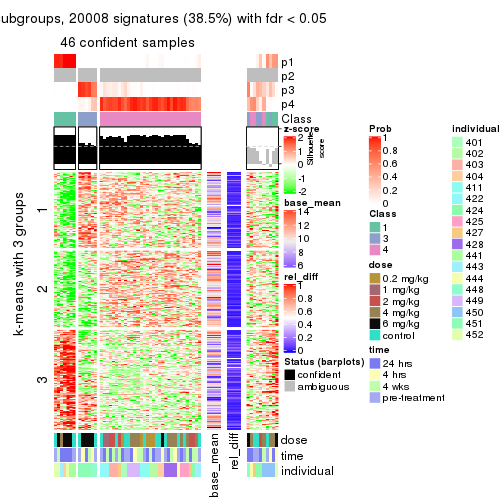 ubgroups, 20008 signatures (38.5%) with fdr < 0.05
46 confident samples
p1
p2
p3
p4
Class
k-means with 3 groups
1
2
3
z-score
2
1
0
-1
-2
Silhouette score
base_mean
14
12
10
8
6
rel_diff
1
0.8
0.6
0.4
0.2
0
Status (barplots)
confident
ambiguous
Prob
1
0.8
0.6
0.4
0.2
0
Class
1
3
4
dose
0.2 mg/kg
1 mg/kg
2 mg/kg
4 mg/kg
6 mg/kg
control
time
24 hrs
4 hrs
4 wks
pre-treatment
individual
401
402
403
404
411
422
424
425
427
428
441
443
444
448
449
450
451
452
dose
time
individual
base_mean
rel_diff